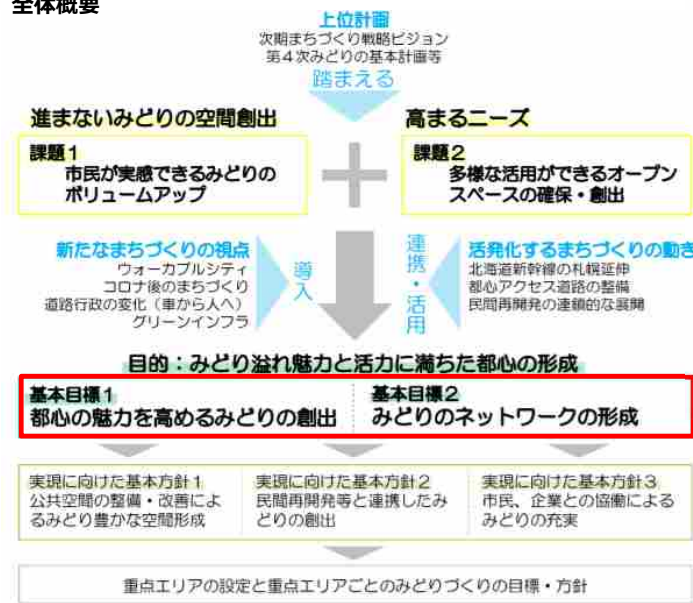 全体概要
上位計画
次期まちづくり戦略ビジョン
第4次みどりの基本計画等
踏まえる
進まないみどりの空間創出
高まるニーズ
課題1
市民が実感できるみどりの
ボリュームアップ
課題2
多様な活用ができるオープン
スペースの確保・創出
新たなまちづくりの視点
ウォーカブルシティ
コロナ後のまちづくり
道路行政の変化（車から人へ）
グリーンインフラ
導入
連携・活用
活発化するまちづくりの動き
北海道新幹線の札幌延伸
都心アクセス道路の整備
民間再開発の連鎖的な展開
目的：みどり溢れ魅力と活力に満ちた都心の形成
基本目標1
都心の魅力を高めるみどりの創出
基本目標2
みどりのネットワークの形成
実現に向けた基本方針1
公共空間の整備・改善によ
るみどり豊かな空間形成
実現に向けた基本方針2
民間再開発等と連携したみ
どりの創出
実現に向けた基本方針3
市民、企業との協働による
みどりの充実
重点エリアの設定と重点エリアごとのみどりづくりの目標・方針